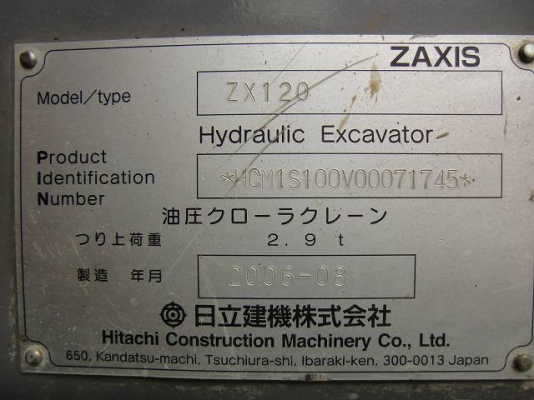 ZAXIS
Model/type ZX120
Hydraulic Excavator
Product
Identification *HCM1S100V00071745*
Number
油圧クローラクレーン
つり上荷重 2.9 t
製造 年月 2006-08
日立建機株式会社
Hitachi Construction Machinery Co., Ltd.
650, Kandatsu-machi, Tsuchiura-shi, Ibaraki-ken, 300-0013 Japan